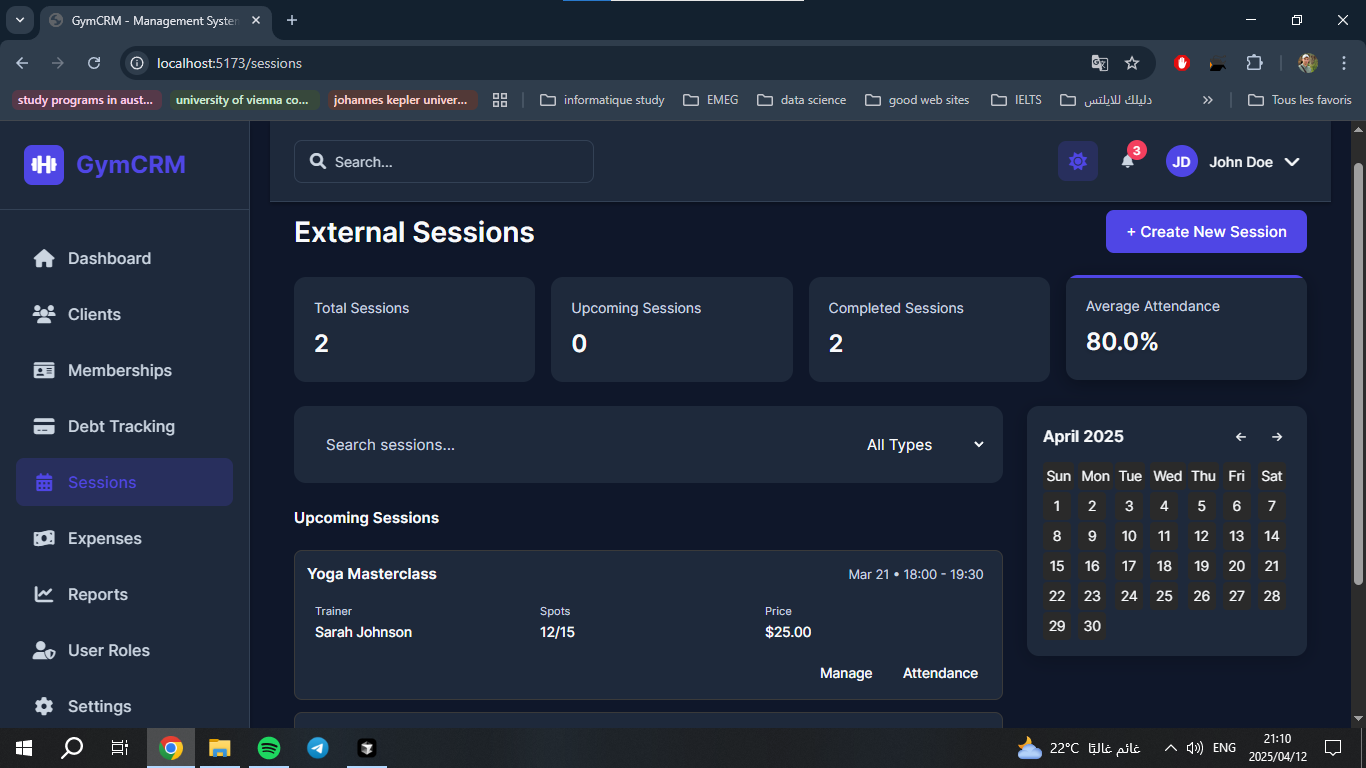 GymCRM - Management System
localhost:5173/sessions
study programs in aust...
university of vienna co...
johannes kepler univer...
informatique study
EMEG
data science
good web sites
IELTS
دليلك للايلتس
»
Tous les favoris
GymCRM
Search...
3
JD
John Doe
Dashboard
Clients
Memberships
Debt Tracking
Sessions
Expenses
Reports
User Roles
Settings
External Sessions
+ Create New Session
Total Sessions
2
Upcoming Sessions
0
Completed Sessions
2
Average Attendance
80.0%
Search sessions...
All Types
Upcoming Sessions
Yoga Masterclass
Mar 21 • 18:00 - 19:30
Trainer
Sarah Johnson
Spots
12/15
Price
$25.00
Manage
Attendance
April 2025
Sun Mon Tue Wed Thu Fri Sat
1 2 3 4 5 6 7
8 9 10 11 12 13 14
15 16 17 18 19 20 21
22 23 24 25 26 27 28
29 30
22°C غائم غالبًا
ENG
21:10
2025/04/12